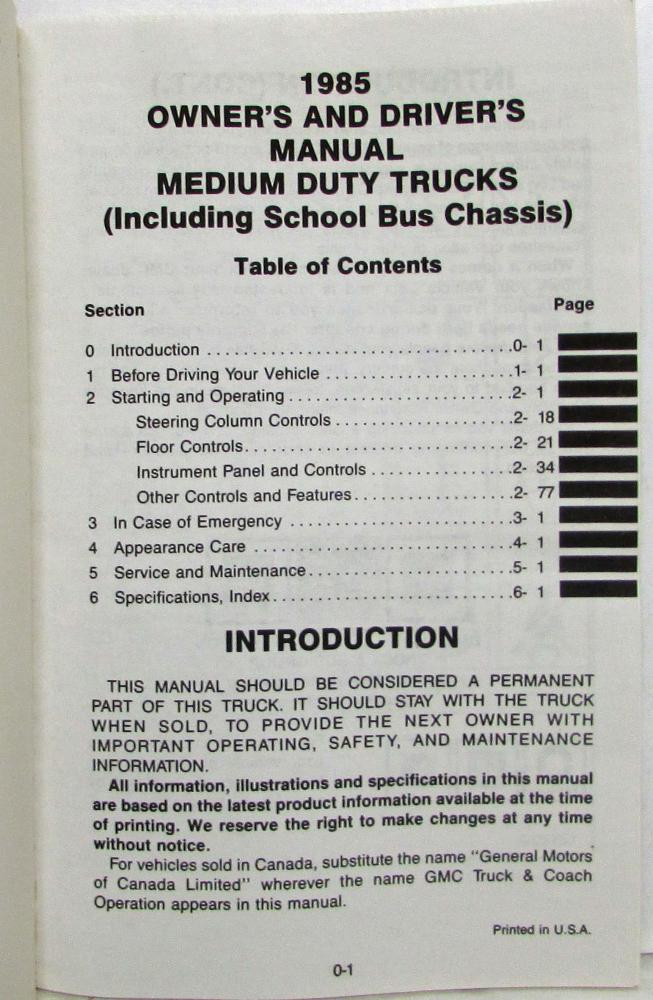 1985
OWNER'S AND DRIVER'S
MANUAL
MEDIUM DUTY TRUCKS
(Including School Bus Chassis)
Table of Contents
Section Page
0 Introduction ................................0- 1
1 Before Driving Your Vehicle ....................1- 1
2 Starting and Operating ........................2- 1
Steering Column Controls ...................2- 18
Floor Controls.............................2- 21
Instrument Panel and Controls ...............2- 34
Other Controls and Features.................2- 77
3 In Case of Emergency ........................3- 1
4 Appearance Care ............................4- 1
5 Service and Maintenance......................5- 1
6 Specifications, Index..........................6- 1
INTRODUCTION
THIS MANUAL SHOULD BE CONSIDERED A PERMANENT
PART OF THIS TRUCK. IT SHOULD STAY WITH THE TRUCK
WHEN SOLD, TO PROVIDE THE NEXT OWNER WITH
IMPORTANT OPERATING, SAFETY, AND MAINTENANCE
INFORMATION.
All information, illustrations and specifications in this manual
are based on the latest product information available at the time
of printing. We reserve the right to make changes at any time
without notice.
For vehicles sold in Canada, substitute the name "General Motors
of Canada Limited" wherever the name GMC Truck & Coach
Operation appears in this manual.
Printed in U.S.A.
0-1